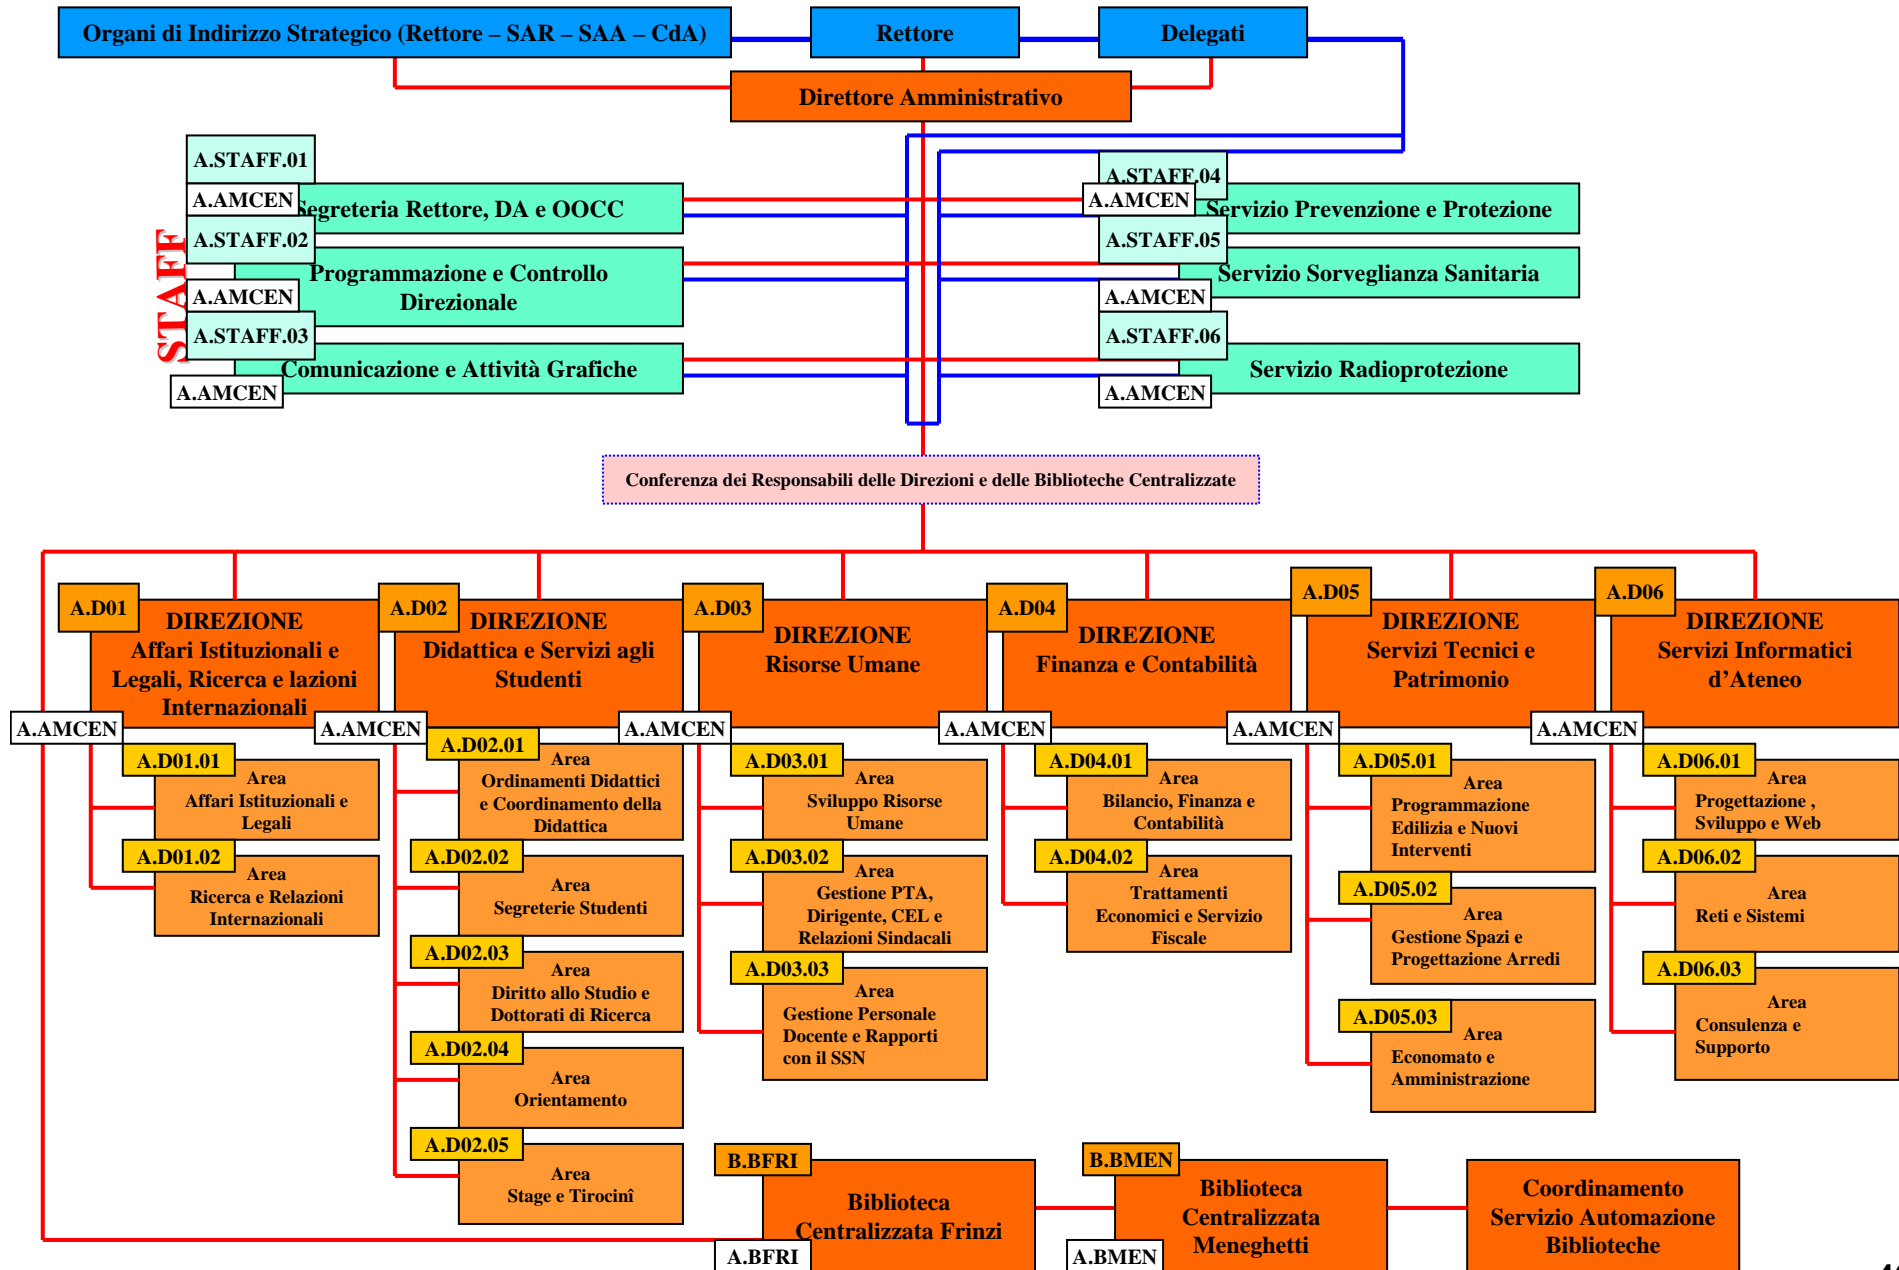 Organi di Indirizzo Strategico (Rettore – SAR – SAA – CdA)
Rettore
Delegati
Direttore Amministrativo
STAFF
A.STAFF.01
A.AMCEN
Segreteria Rettore, DA e OOCC
A.STAFF.02
A.AMCEN
Programmazione e Controllo
Direzionale
A.STAFF.03
A.AMCEN
Comunicazione e Attività Grafiche
A.STAFF.04
A.AMCEN
Servizio Prevenzione e Protezione
A.STAFF.05
A.AMCEN
Servizio Sorveglianza Sanitaria
A.STAFF.06
A.AMCEN
Servizio Radioprotezione
Conferenza dei Responsabili delle Direzioni e delle Biblioteche Centralizzate
A.D01
DIREZIONE
Affari Istituzionali e
Legali, Ricerca e lazioni
Internazionali
A.AMCEN
A.D01.01
Area
Affari Istituzionali e
Legali
A.D01.02
Area
Ricerca e Relazioni
Internazionali
A.D02
DIREZIONE
Didattica e Servizi agli
Studenti
A.AMCEN
A.D02.01
Area
Ordinamenti Didattici
e Coordinamento della
Didattica
A.D02.02
Area
Segreterie Studenti
A.D02.03
Area
Diritto allo Studio e
Dottorati di Ricerca
A.D02.04
Area
Orientamento
A.D02.05
Area
Stage e Tirocinî
A.D03
DIREZIONE
Risorse Umane
A.AMCEN
A.D03.01
Area
Sviluppo Risorse
Umane
A.D03.02
Area
Gestione PTA,
Dirigente, CEL e
Relazioni Sindacali
A.D03.03
Area
Gestione Personale
Docente e Rapporti
con il SSN
A.D04
DIREZIONE
Finanza e Contabilità
A.AMCEN
A.D04.01
Area
Bilancio, Finanza e
Contabilità
A.D04.02
Area
Trattamenti
Economici e Servizio
Fiscale
A.D05
DIREZIONE
Servizi Tecnici e
Patrimonio
A.AMCEN
A.D05.01
Area
Programmazione
Edilizia e Nuovi
Interventi
A.D05.02
Area
Gestione Spazi e
Progettazione Arredi
A.D05.03
Area
Economato e
Amministrazione
A.D06
DIREZIONE
Servizi Informatici
d’Ateneo
A.AMCEN
A.D06.01
Area
Progettazione ,
Sviluppo e Web
A.D06.02
Area
Reti e Sistemi
A.D06.03
Area
Consulenza e
Supporto
B.BFRI
Biblioteca
Centralizzata Frinzi
A.BFRI
B.BMEN
Biblioteca
Centralizzata
Meneghetti
A.BMEN
Coordinamento
Servizio Automazione
Biblioteche